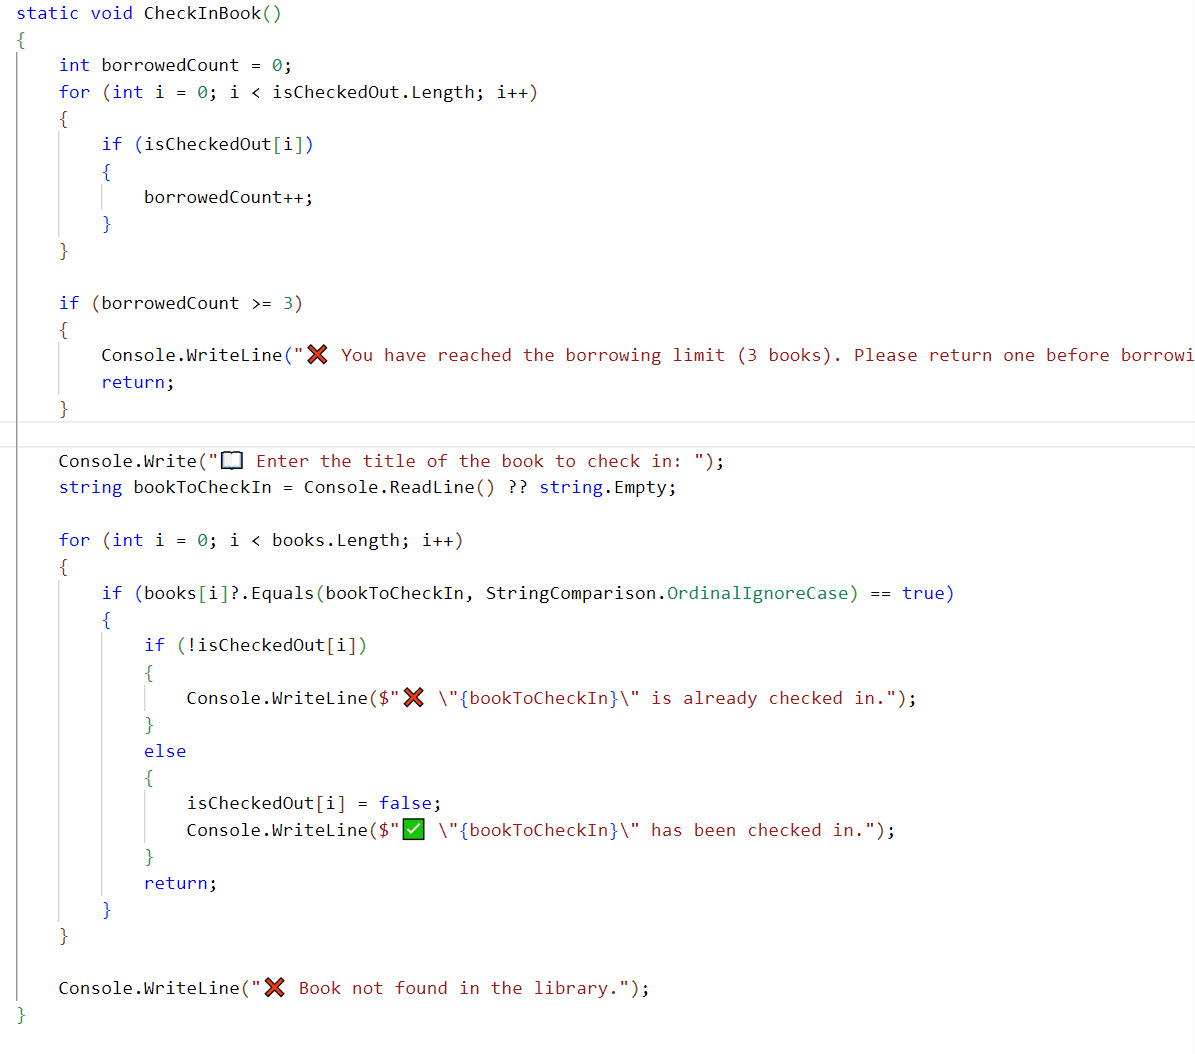 static void CheckInBook()
{
    int borrowedCount = 0;
    for (int i = 0; i < isCheckedOut.Length; i++)
    {
        if (isCheckedOut[i])
        {
            borrowedCount++;
        }
    }

    if (borrowedCount >= 3)
    {
        Console.WriteLine("❌ You have reached the borrowing limit (3 books). Please return one before borrowi
        return;
    }

    Console.Write("📖 Enter the title of the book to check in: ");
    string bookToCheckIn = Console.ReadLine() ?? string.Empty;

    for (int i = 0; i < books.Length; i++)
    {
        if (books[i]?.Equals(bookToCheckIn, StringComparison.OrdinalIgnoreCase) == true)
        {
            if (!isCheckedOut[i])
            {
                Console.WriteLine($"❌ \"{bookToCheckIn}\" is already checked in.");
            }
            else
            {
                isCheckedOut[i] = false;
                Console.WriteLine($"✅ \"{bookToCheckIn}\" has been checked in.");
            }
            return;
        }
    }

    Console.WriteLine("❌ Book not found in the library.");
}